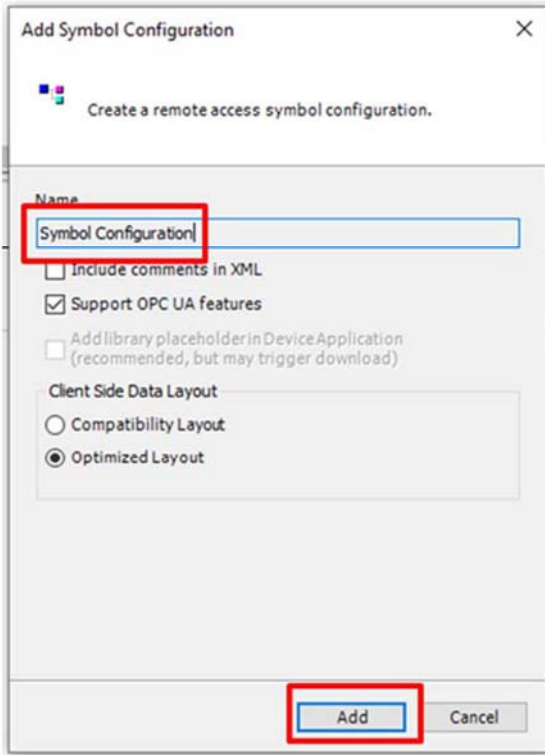 Add Symbol Configuration
Create a remote access symbol configuration.
Name
Symbol Configuration
Include comments in XML
Support OPC UA features
Add library placeholder in Device Application
(recommended, but may trigger download)
Client Side Data Layout
Compatibility Layout
Optimized Layout
Add Cancel